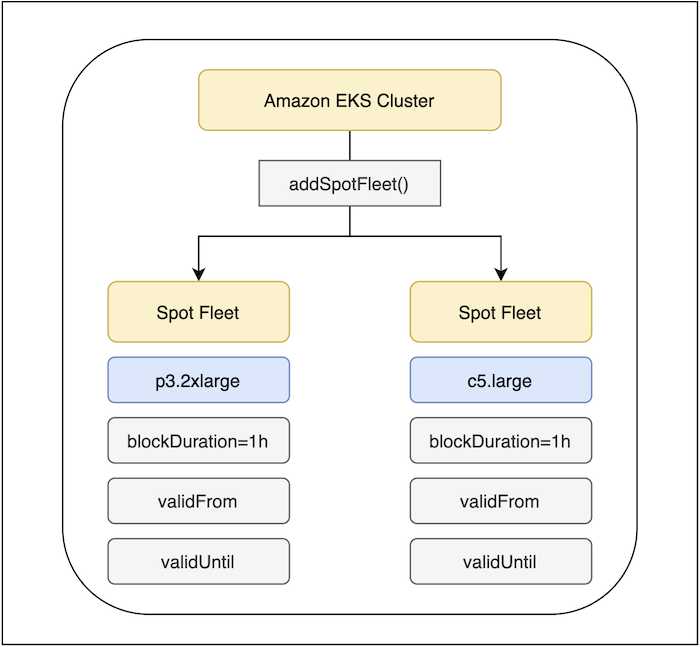 Amazon EKS Cluster
addSpotFleet()
Spot Fleet
p3.2xlarge
blockDuration=1h
validFrom
validUntil
Spot Fleet
c5.large
blockDuration=1h
validFrom
validUntil